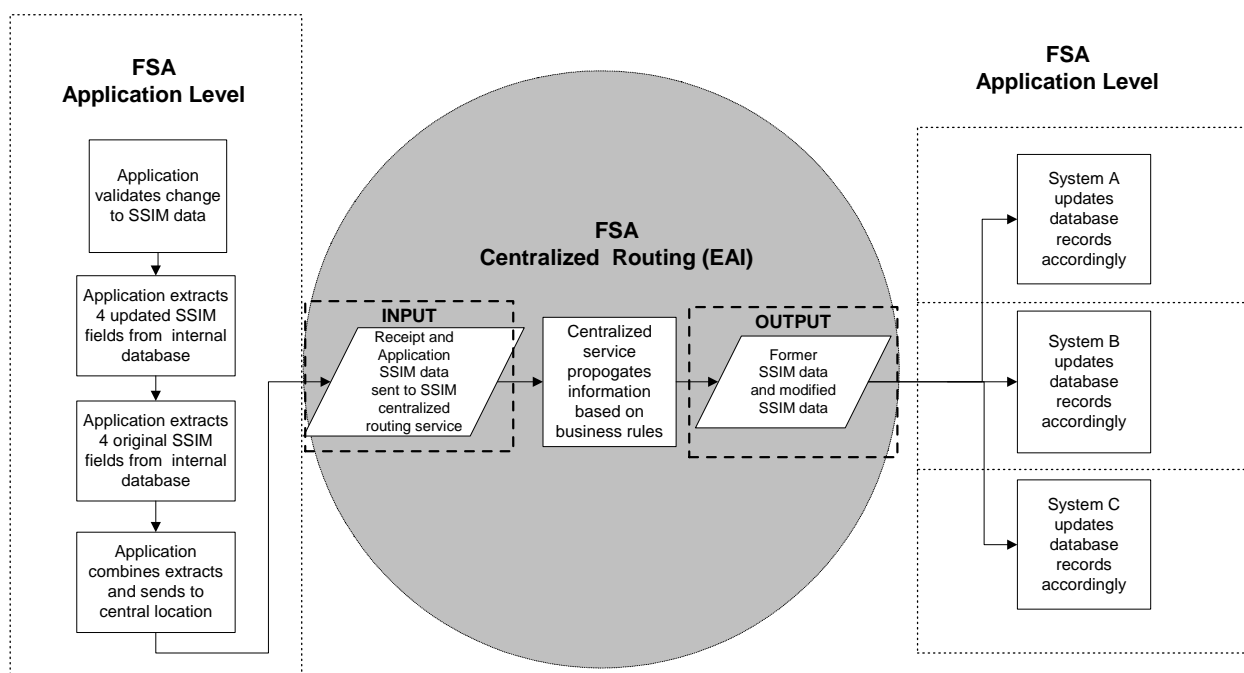 FSA
Application Level
Application
validates change
to SSIM data
Application extracts
4 updated SSIM
fields from internal
database
Application extracts
4 original SSIM
fields from internal
database
Application
combines extracts
and sends to
central location
FSA
Centralized Routing (EAI)
INPUT
Receipt and
Application
SSIM data
sent to SSIM
centralized
routing service
Centralized
service
propogates
information
based on
business rules
OUTPUT
Former
SSIM data
and modified
SSIM data
FSA
Application Level
System A
updates
database
records
accordingly
System B
updates
database
records
accordingly
System C
updates
database
records
accordingly